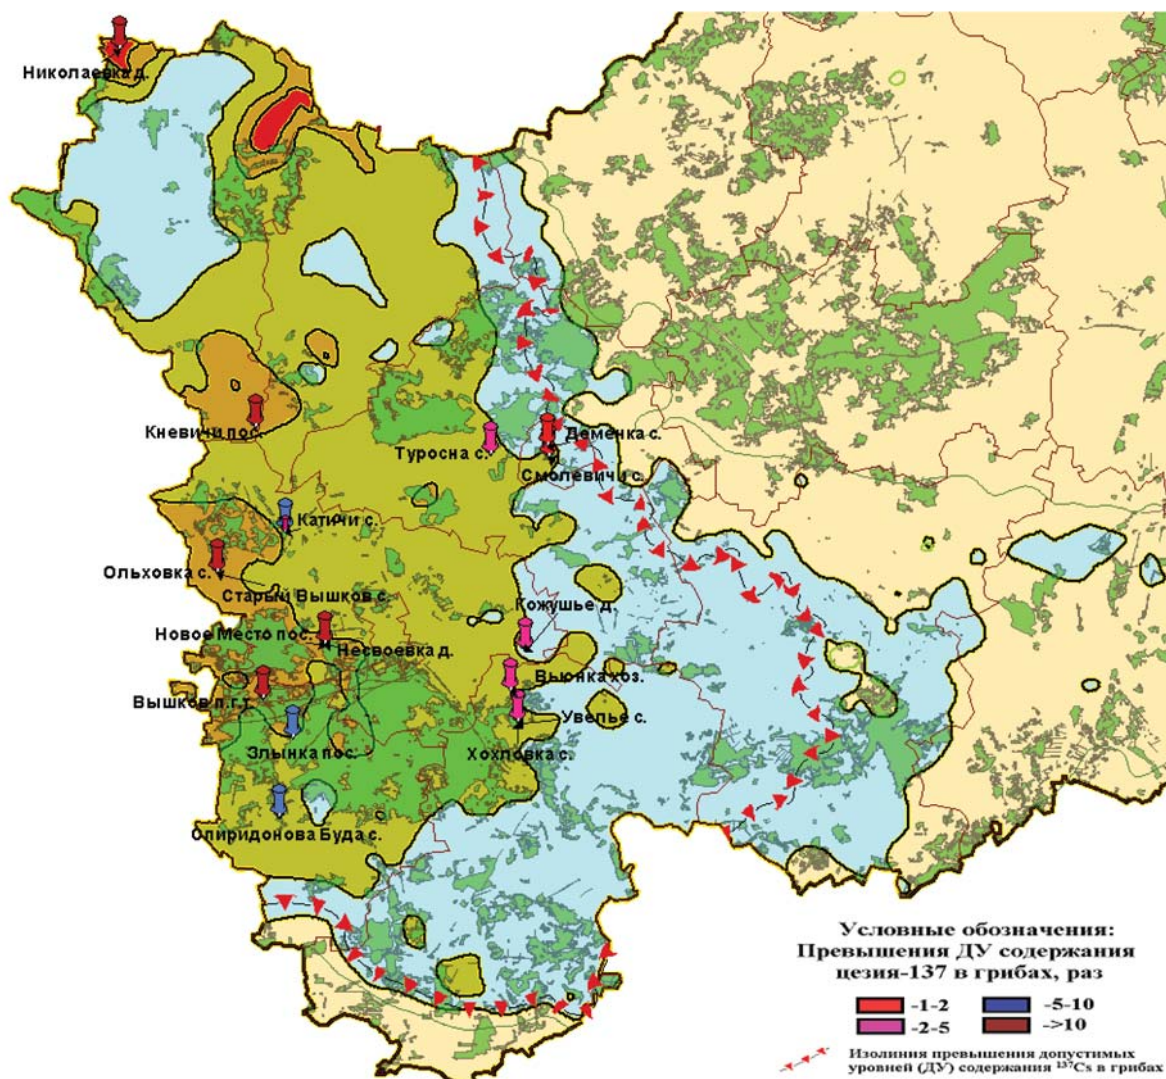 Николаевка д.
Кневичи пос.
Туросна с.
Деменка с.
Смолевичи с.
Катичи с.
Ольховка с.
Старый Вышков с.
Кожушье д.
Новое Место пос.
Несвоевка д.
Вьюнка хоз.
Вышков п.г.т.
Увелье с.
Злынка пос.
Хохловка с.
Спиридонова Буда с.
Условные обозначения:
Превышения ДУ содержания
цезия-137 в грибах, раз
-1-2
-5-10
-2-5
->10
Изолиния превышения допустимых
уровней (ДУ) содержания ¹³⁷Cs в грибах